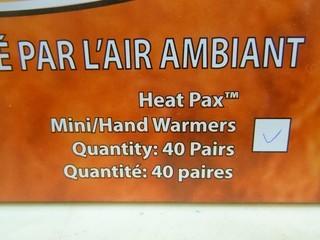 É PAR L'AIR AMBIANT
Heat Pax™
Mini/Hand Warmers
Quantity: 40 Pairs
Quantité: 40 paires